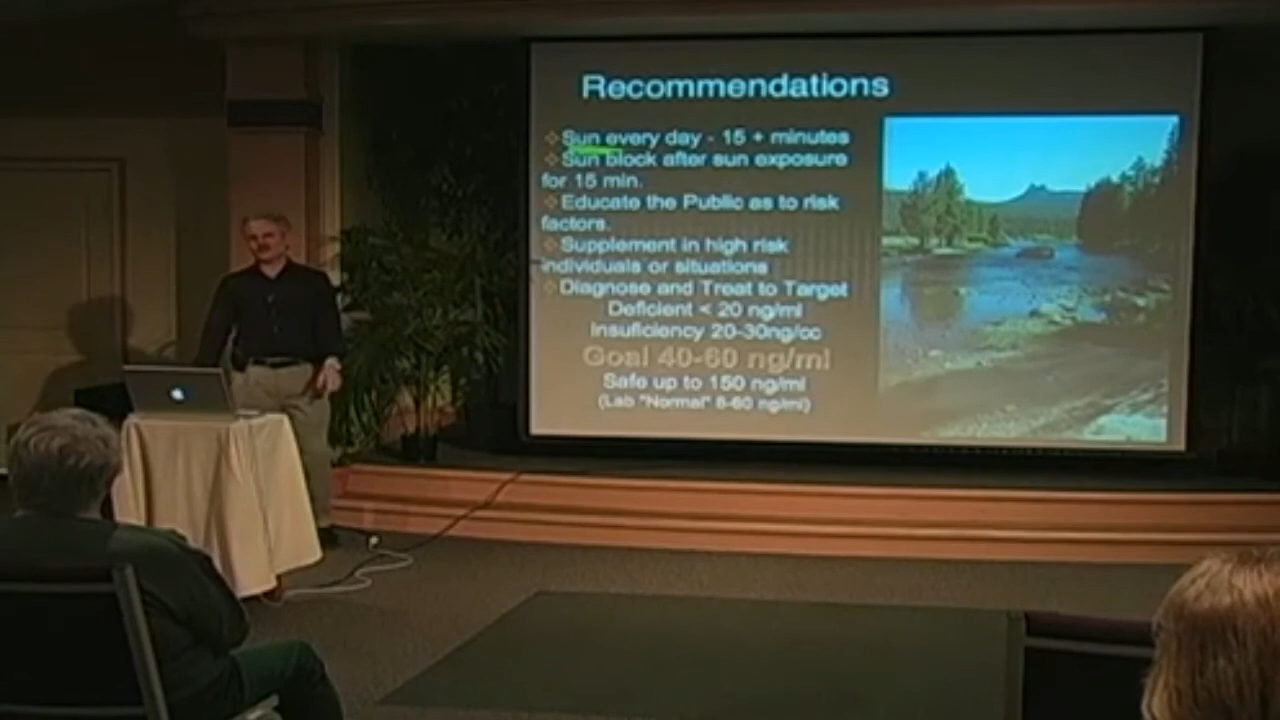 Recommendations
Sun every day - 15 + minutes
Sun block after sun exposure
for 15 min.
Educate the Public as to risk
factors.
Supplement in high risk
individuals or situations
Diagnose and Treat to Target
Deficient < 20 ng/ml
Insuficiency 20-30ng/cc
Goal 40-60 ng/ml
Safe up to 150 ng/ml
(Lab "Normal" 8-60 ng/ml)